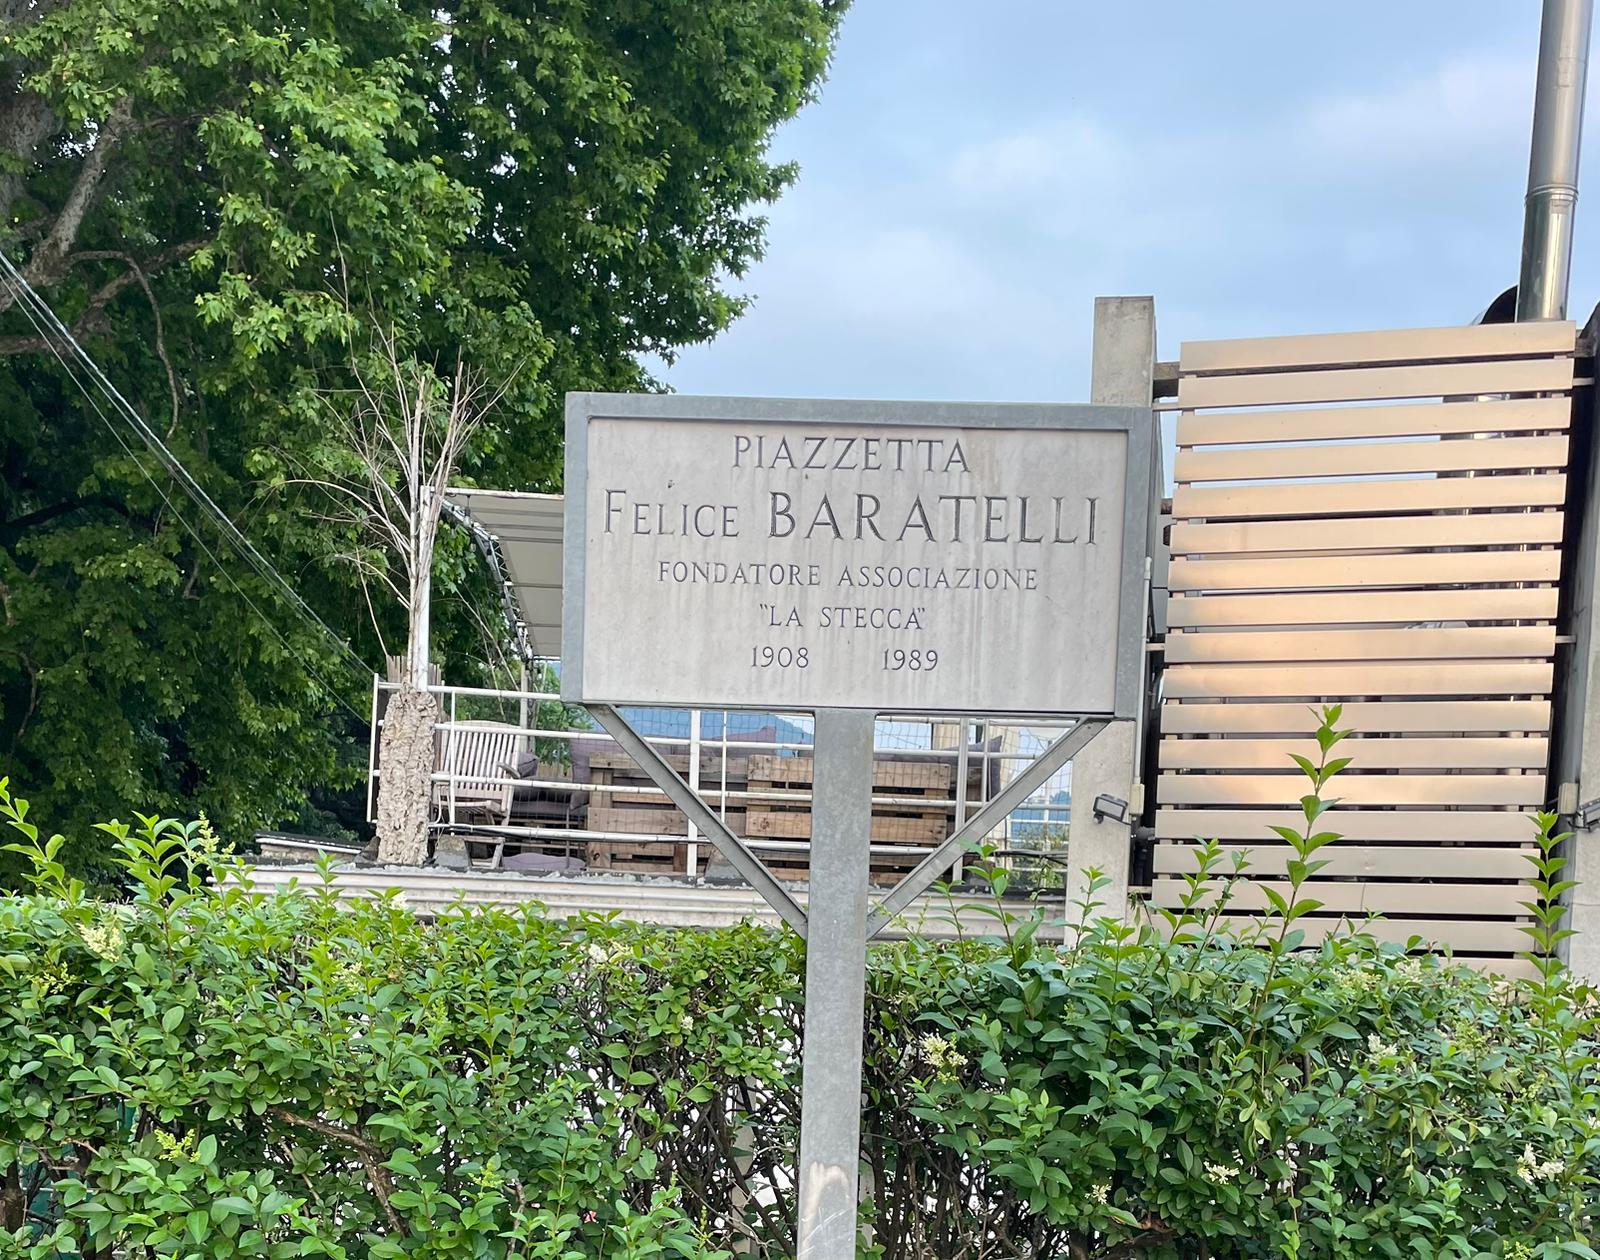 PIAZZETTA
FELICE BARATELLI
FONDATORE ASSOCIAZIONE
"LA STECCA"
1908 1989